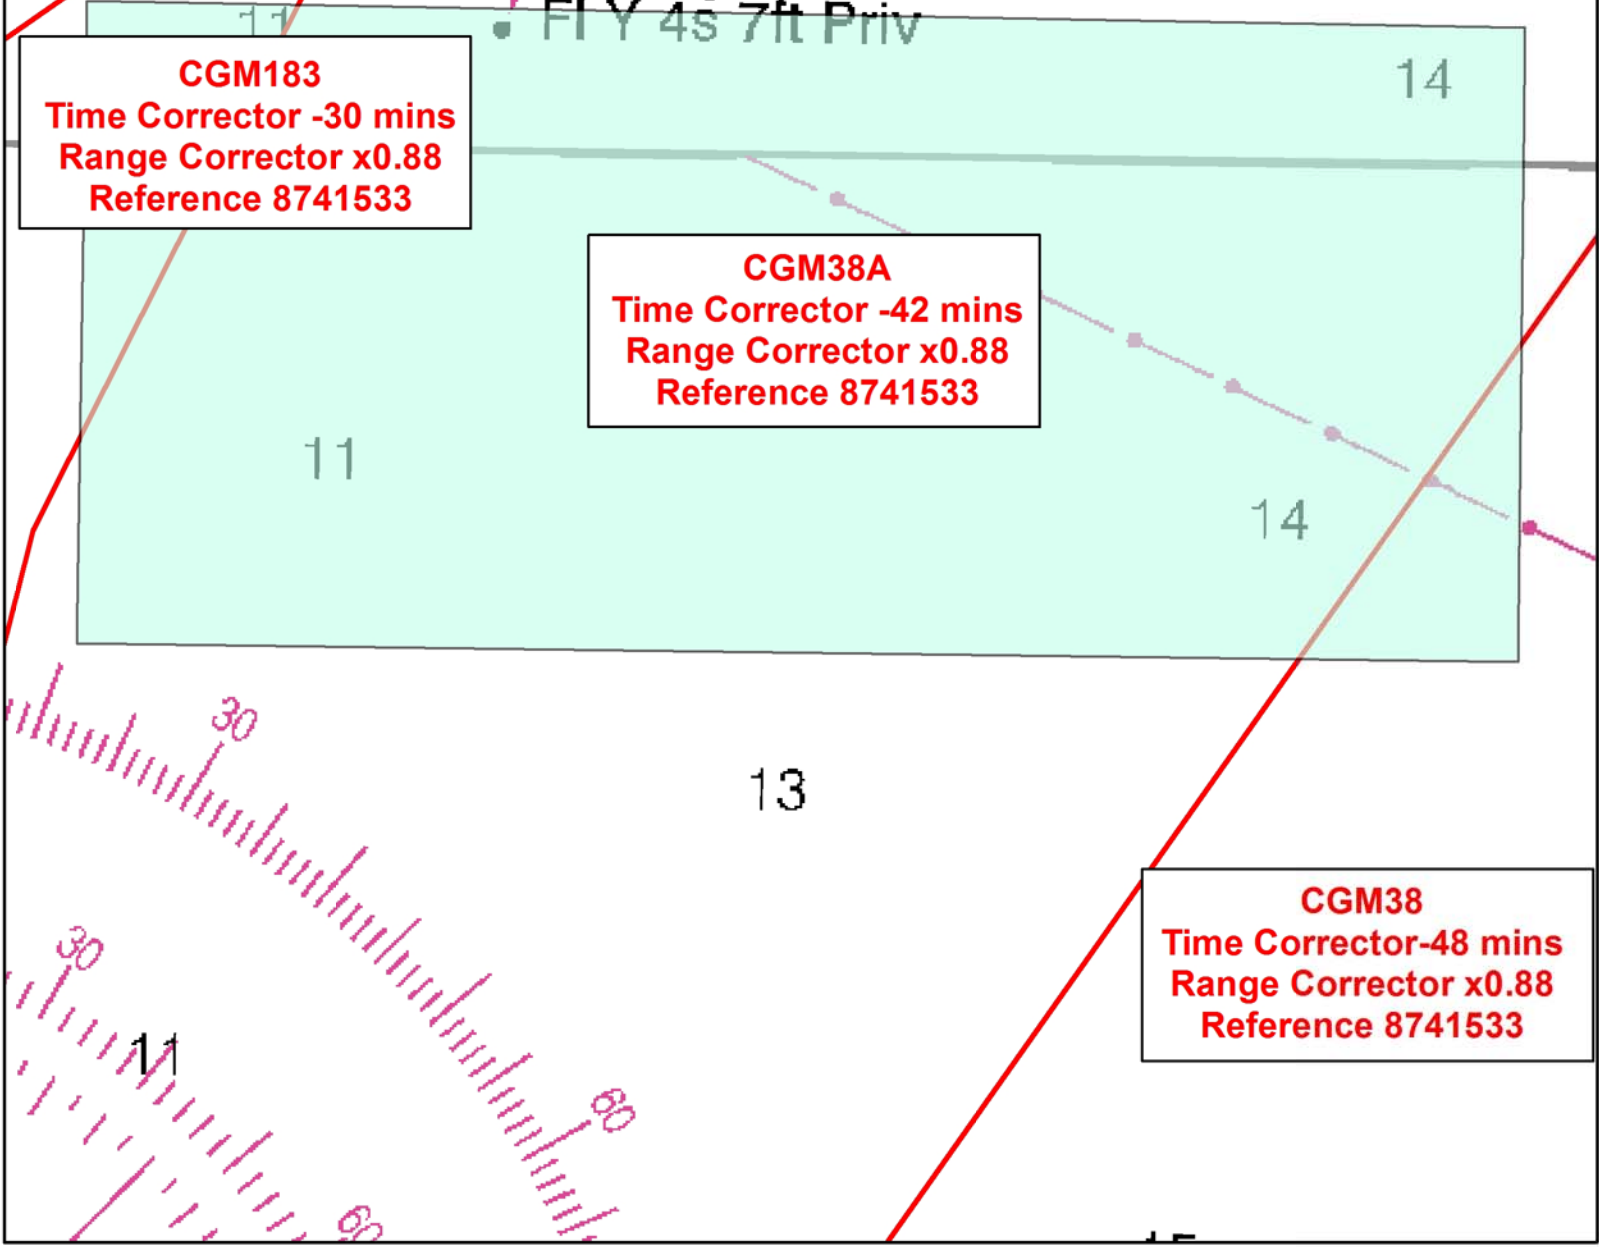 11
Fl Y 4s 7ft Priv
14
CGM183
Time Corrector -30 mins
Range Corrector x0.88
Reference 8741533
CGM38A
Time Corrector -42 mins
Range Corrector x0.88
Reference 8741533
11
14
30
13
CGM38
Time Corrector-48 mins
Range Corrector x0.88
Reference 8741533
30
11
60
60